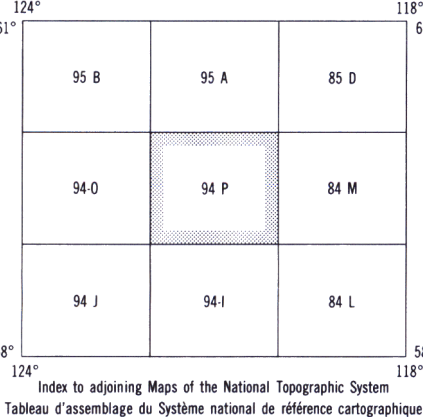 124° 118°
61° 6
95 B 95 A 85 D
94-O 94 P 84 M
94 J 94-I 84 L
8° 58
124° 118°
Index to adjoining Maps of the National Topographic System
Tableau d'assemblage du Système national de référence cartographique